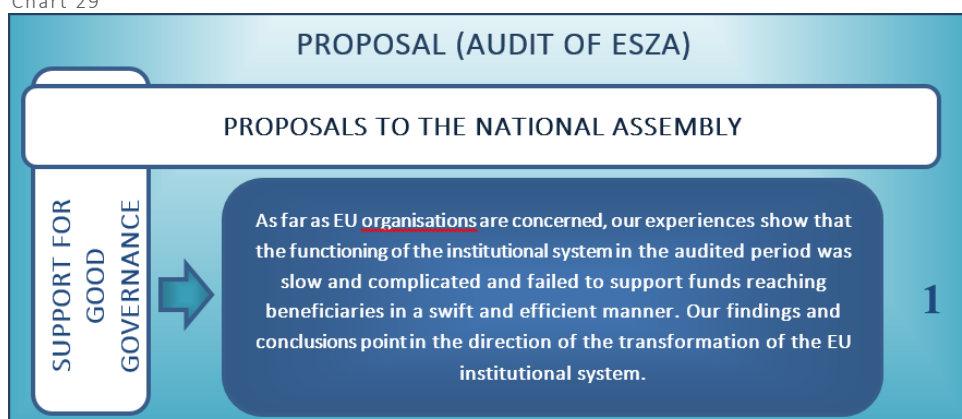 Chart 29
PROPOSAL (AUDIT OF ESZA)
PROPOSALS TO THE NATIONAL ASSEMBLY
SUPPORT FOR
GOOD
GOVERNANCE
As far as EU organisations are concerned, our experiences show that
the functioning of the institutional system in the audited period was
slow and complicated and failed to support funds reaching
beneficiaries in a swift and efficient manner. Our findings and
conclusions point in the direction of the transformation of the EU
institutional system.
1